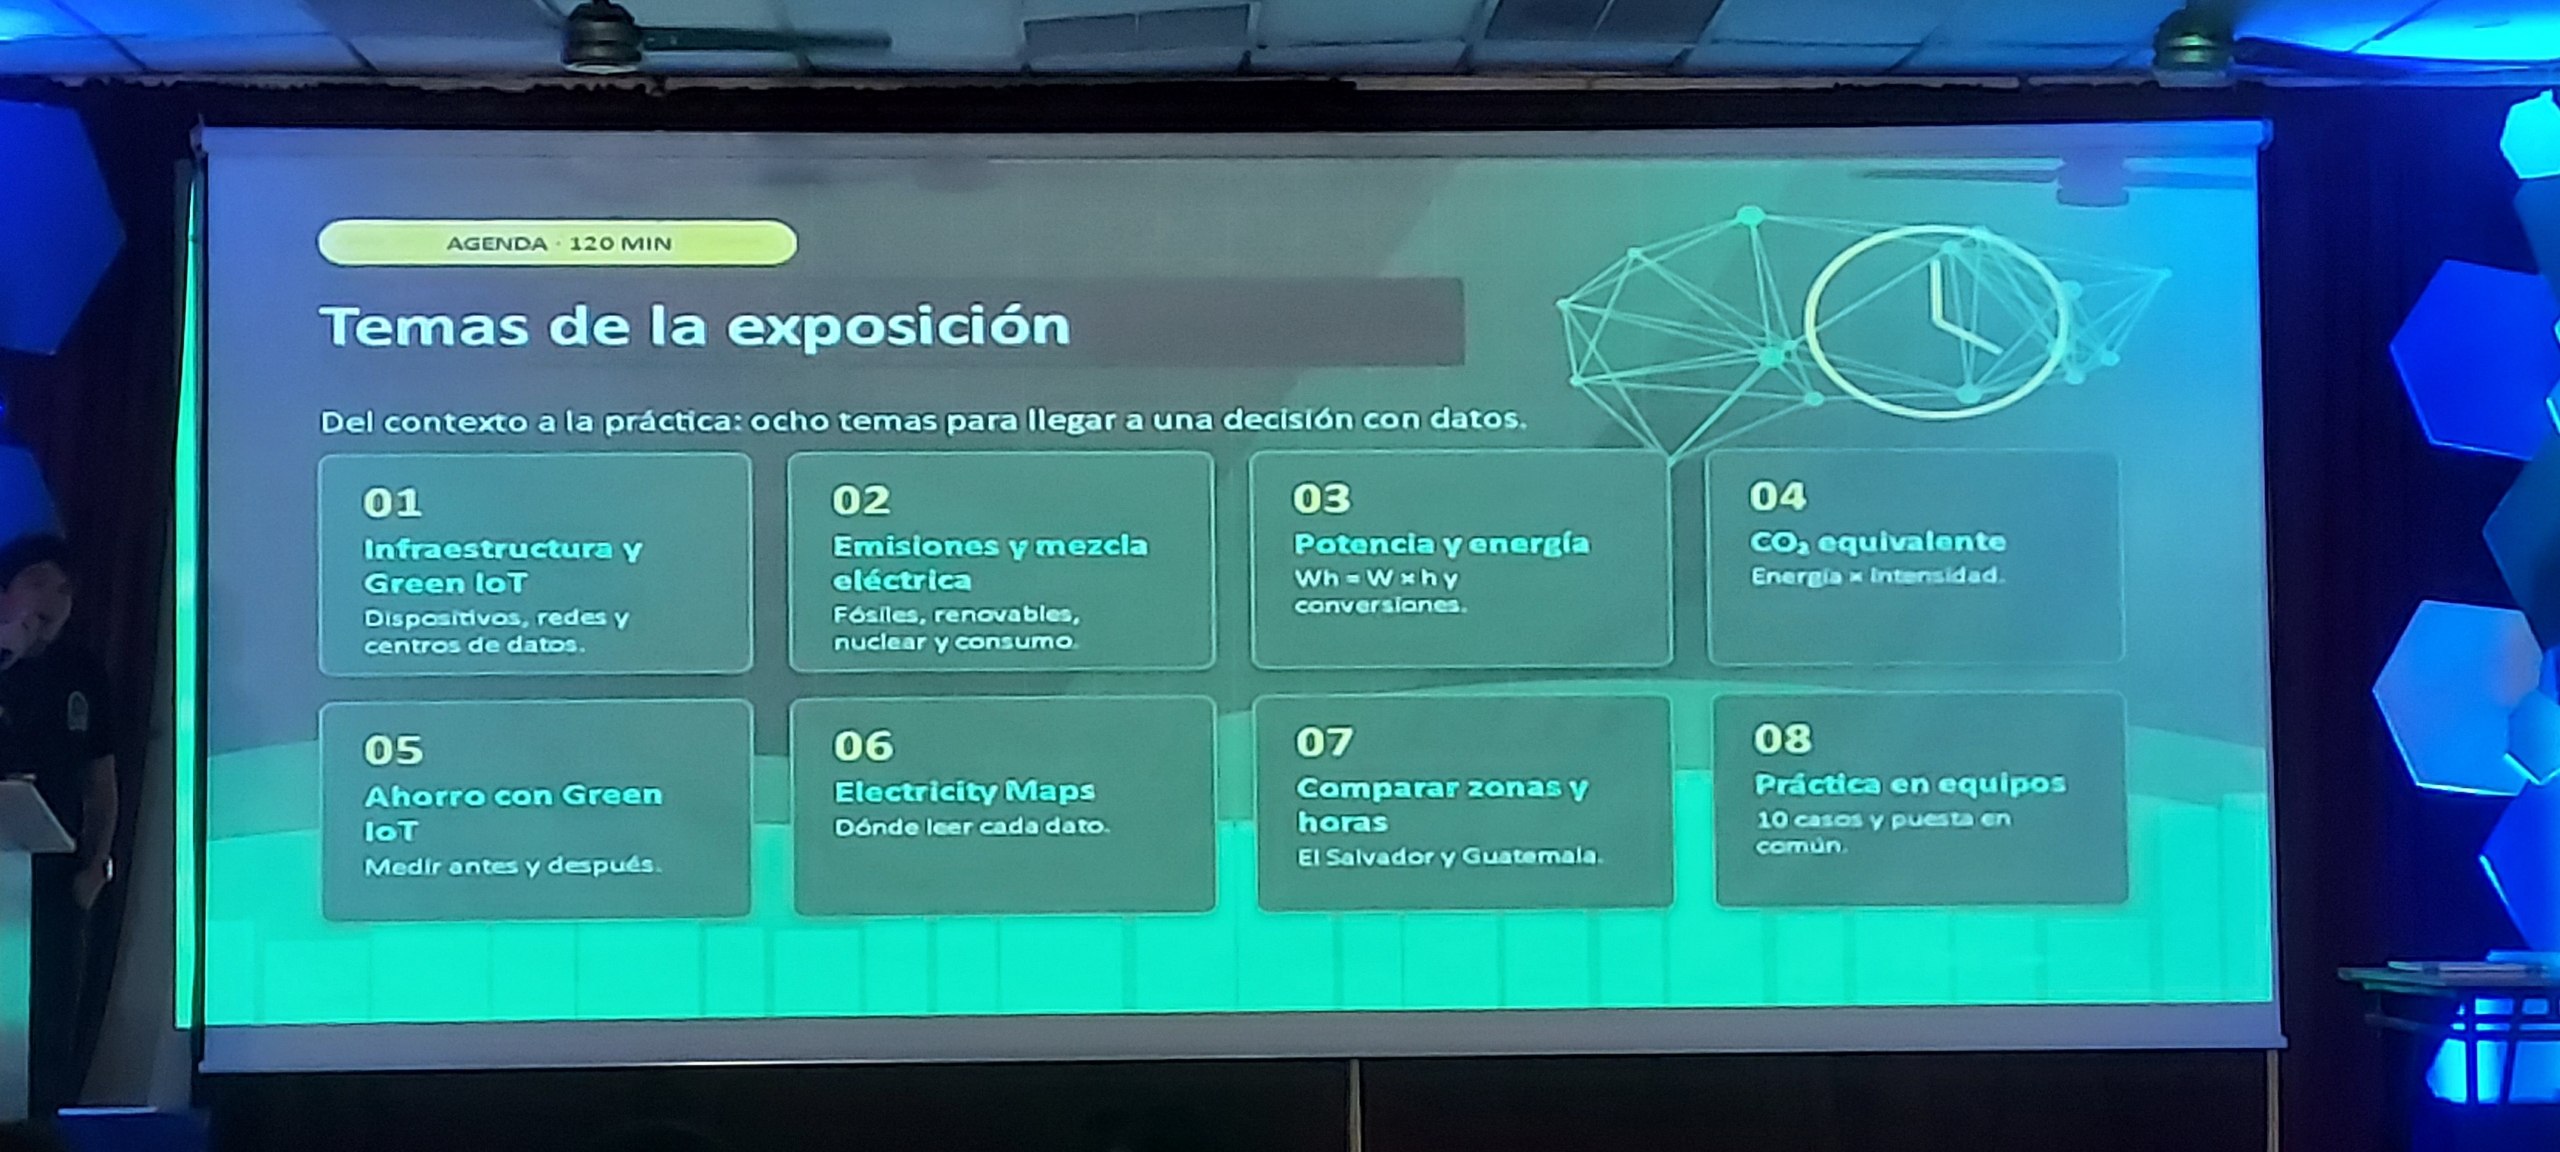 AGENDA · 120 MIN
Temas de la exposición
Del contexto a la práctica: ocho temas para llegar a una decisión con datos.
01
Infraestructura y
Green IoT
Dispositivos, redes y
centros de datos.
02
Emisiones y mezcla
eléctrica
Fósiles, renovables,
nuclear y consumo.
03
Potencia y energía
Wh = W × h y
conversiones.
04
CO₂ equivalente
Energía × intensidad.
05
Ahorro con Green
IoT
Medir antes y después.
06
Electricity Maps
Dónde leer cada dato.
07
Comparar zonas y
horas
El Salvador y Guatemala.
08
Práctica en equipos
10 casos y puesta en
común.